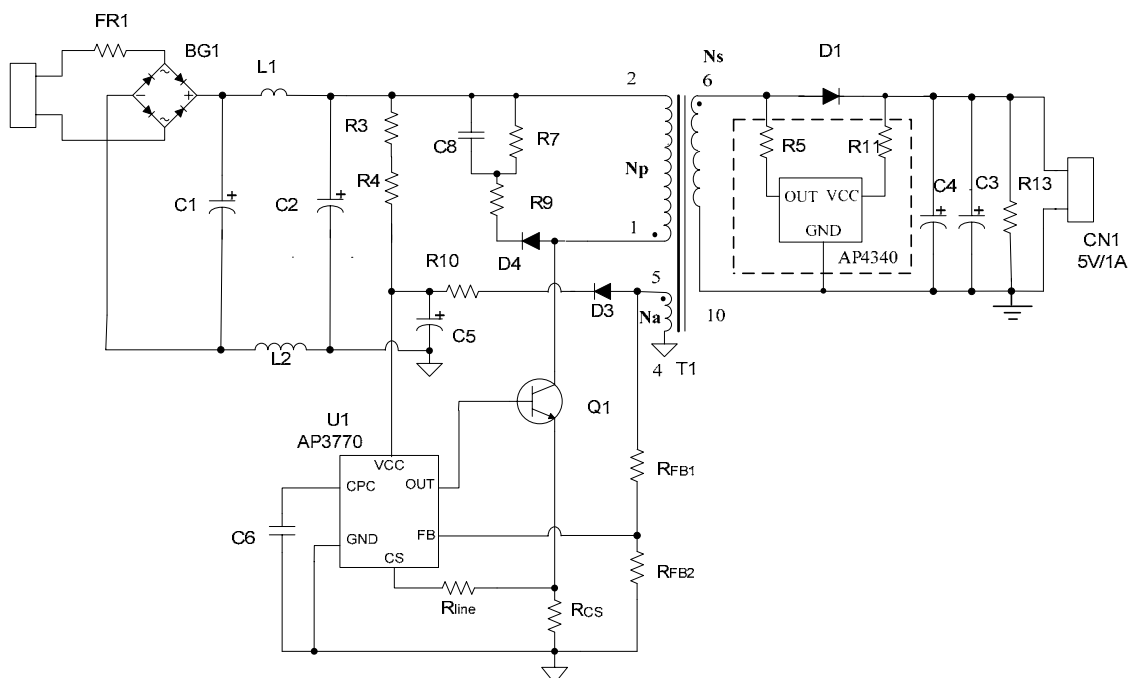 FR1
BG1
L1
C1
C2
L2
R3
R4
C8
R7
R9
D4
2
Np
1
R10
C5
D3
5
Na
4
T1
Ns
6
10
D1
R5
R11
OUT VCC
GND
AP4340
C4
C3
R13
CN1
5V/1A
Q1
U1
AP3770
VCC
CPC
OUT
GND
FB
CS
C6
Rline
RCS
RFB1
RFB2